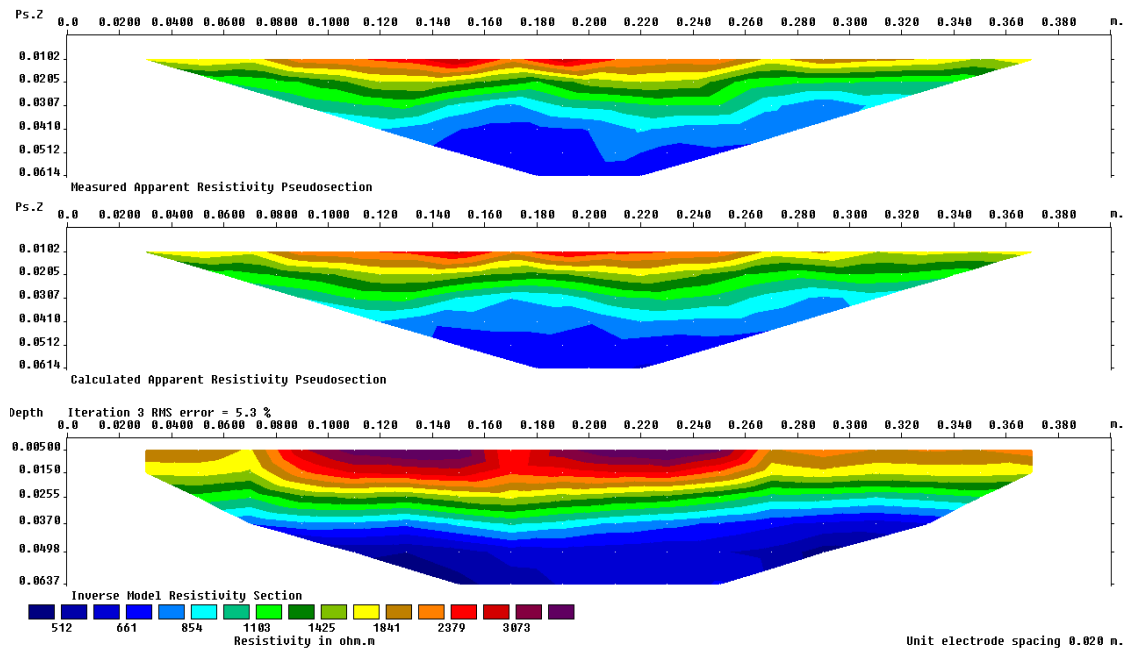 Ps.Z
0.0 0.0200 0.0400 0.0600 0.0800 0.1000 0.120 0.140 0.160 0.180 0.200 0.220 0.240 0.260 0.280 0.300 0.320 0.340 0.360 0.380 m.
0.0102
0.0205
0.0307
0.0410
0.0512
0.0614
Measured Apparent Resistivity Pseudosection
Ps.Z
0.0 0.0200 0.0400 0.0600 0.0800 0.1000 0.120 0.140 0.160 0.180 0.200 0.220 0.240 0.260 0.280 0.300 0.320 0.340 0.360 0.380 m.
0.0102
0.0205
0.0307
0.0410
0.0512
0.0614
Calculated Apparent Resistivity Pseudosection
Depth Iteration 3 RMS error = 5.3 %
0.0 0.0200 0.0400 0.0600 0.0800 0.1000 0.120 0.140 0.160 0.180 0.200 0.220 0.240 0.260 0.280 0.300 0.320 0.340 0.360 0.380 m.
0.00500
0.0150
0.0255
0.0370
0.0498
0.0637
Inverse Model Resistivity Section
512 661 854 1103 1425 1841 2379 3073
Resistivity in ohm.m
Unit electrode spacing 0.020 m.